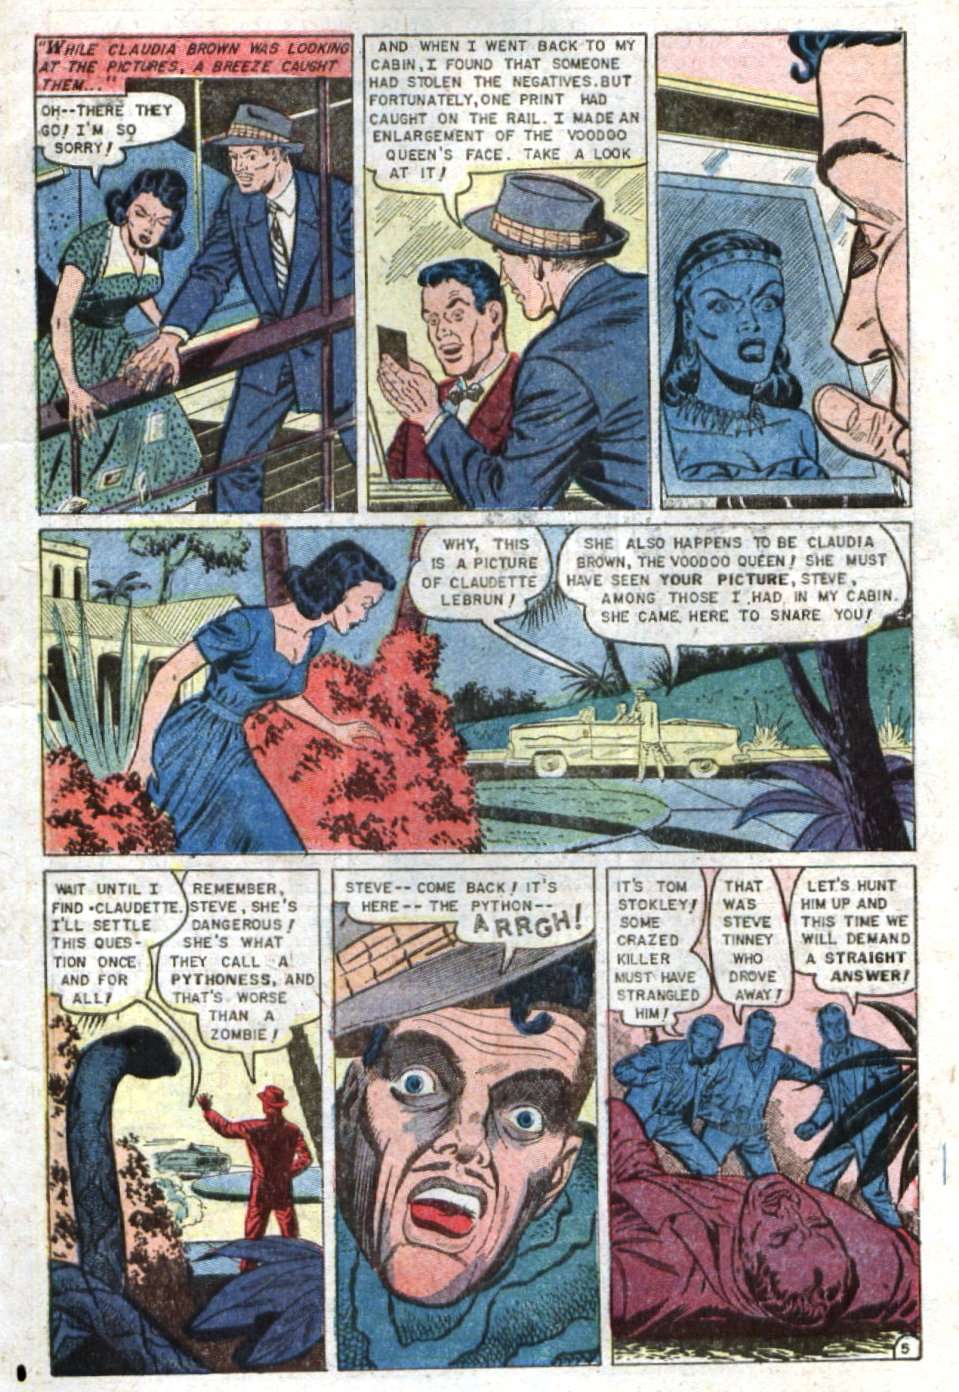 "WHILE CLAUDIA BROWN WAS LOOKING
AT THE PICTURES, A BREEZE CAUGHT
THEM..."
OH--THERE THEY
GO! I'M SO
SORRY!
AND WHEN I WENT BACK TO MY
CABIN, I FOUND THAT SOMEONE
HAD STOLEN THE NEGATIVES. BUT
FORTUNATELY, ONE PRINT HAD
CAUGHT ON THE RAIL. I MADE AN
ENLARGEMENT OF THE VOODOO
QUEEN'S FACE. TAKE A LOOK
AT IT!
WHY, THIS
IS A PICTURE
OF CLAUDETTE
LEBRUN!
SHE ALSO HAPPENS TO BE CLAUDIA
BROWN, THE VOODOO QUEEN! SHE MUST
HAVE SEEN YOUR PICTURE, STEVE,
AMONG THOSE I HAD IN MY CABIN.
SHE CAME HERE TO SNARE YOU!
WAIT UNTIL I
FIND CLAUDETTE.
I'LL SETTLE
THIS QUES-
TION ONCE
AND FOR
ALL!
REMEMBER,
STEVE, SHE'S
DANGEROUS!
SHE'S WHAT
THEY CALL A
PYTHONESS, AND
THAT'S WORSE
THAN A
ZOMBIE!
STEVE-- COME BACK! IT'S
HERE-- THE PYTHON--
ARRGH!
IT'S TOM
STOKLEY!
SOME
CRAZED
KILLER
MUST HAVE
STRANGLED
HIM!
THAT
WAS
STEVE
TINNEY
WHO
DROVE
AWAY!
LET'S HUNT
HIM UP AND
THIS TIME WE
WILL DEMAND
A STRAIGHT
ANSWER!
5